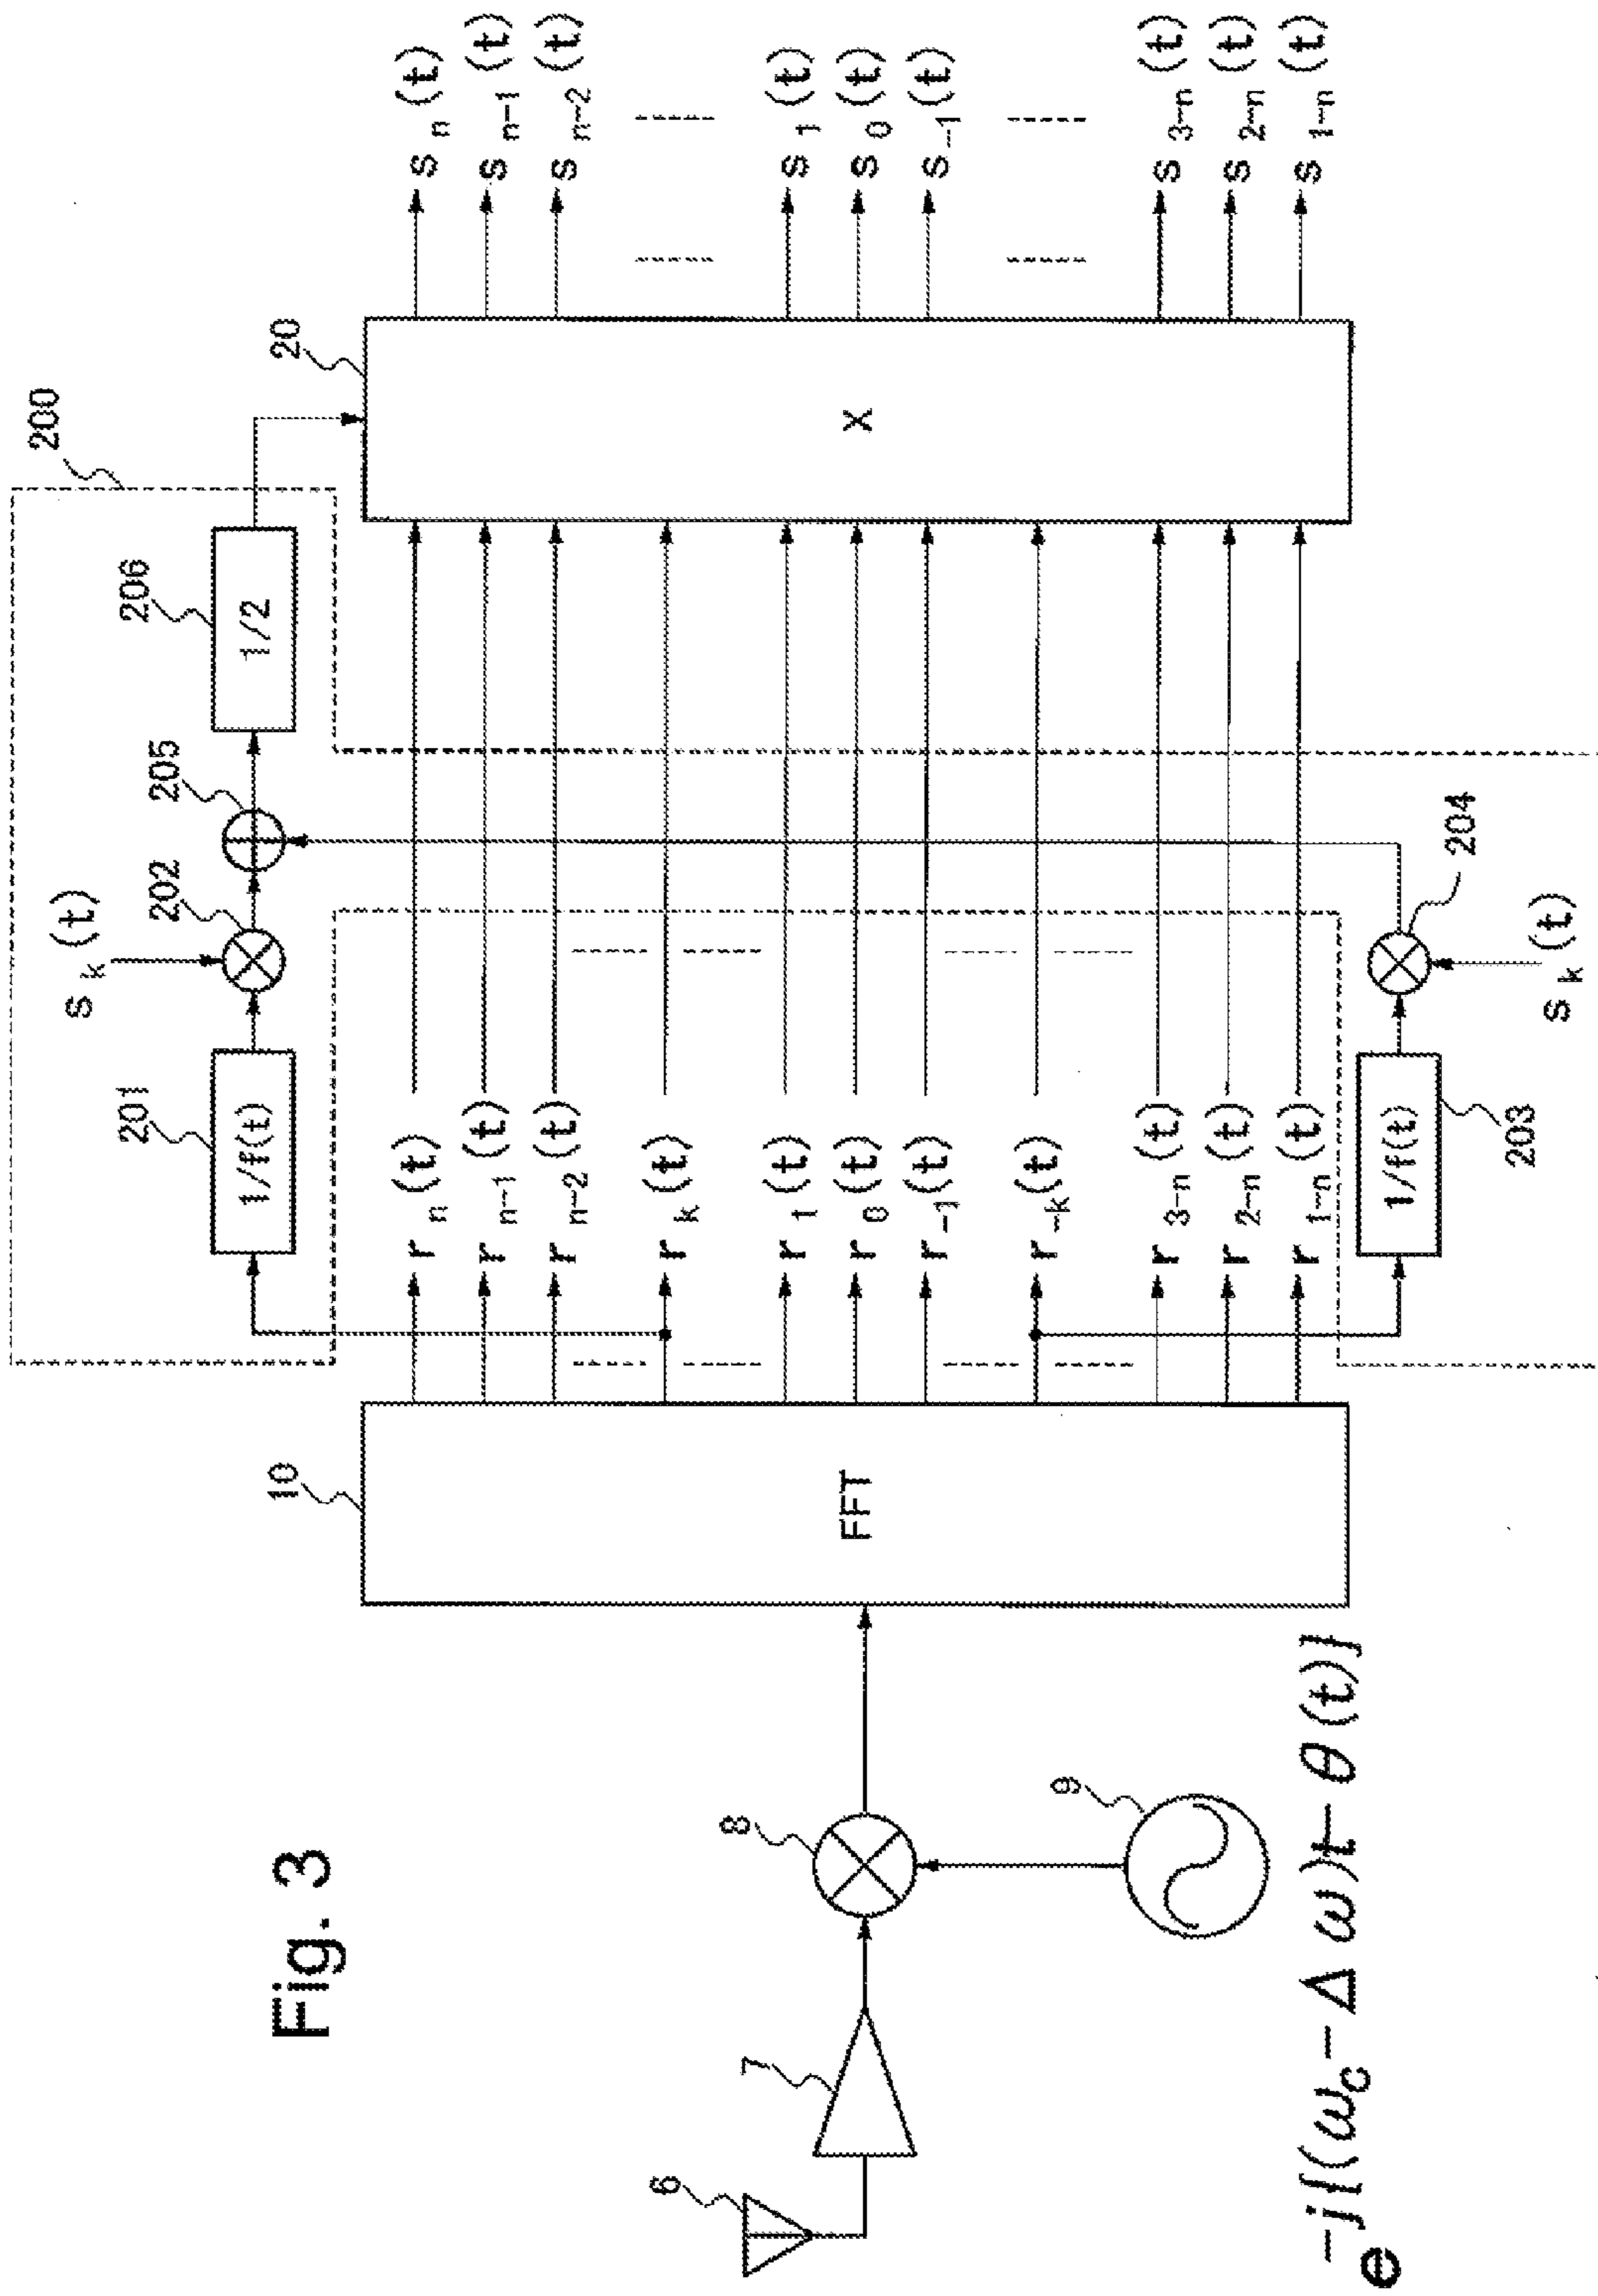 Fig. 3
6
7
8
9
e^{-j[(ω_c-Δω)t-θ(t)]}
10
FFT
200
201
1/f(t)
s_k(t)
202
205
206
1/2
r_n(t)
r_{n-1}(t)
r_{n-2}(t)
r_k(t)
r_1(t)
r_0(t)
r_{-1}(t)
r_{-k}(t)
r_{3-n}(t)
r_{2-n}(t)
r_{1-n}(t)
1/f(t)
203
204
s_k(t)
20
X
s_n(t)
s_{n-1}(t)
s_{n-2}(t)
s_1(t)
s_0(t)
s_{-1}(t)
s_{3-n}(t)
s_{2-n}(t)
s_{1-n}(t)